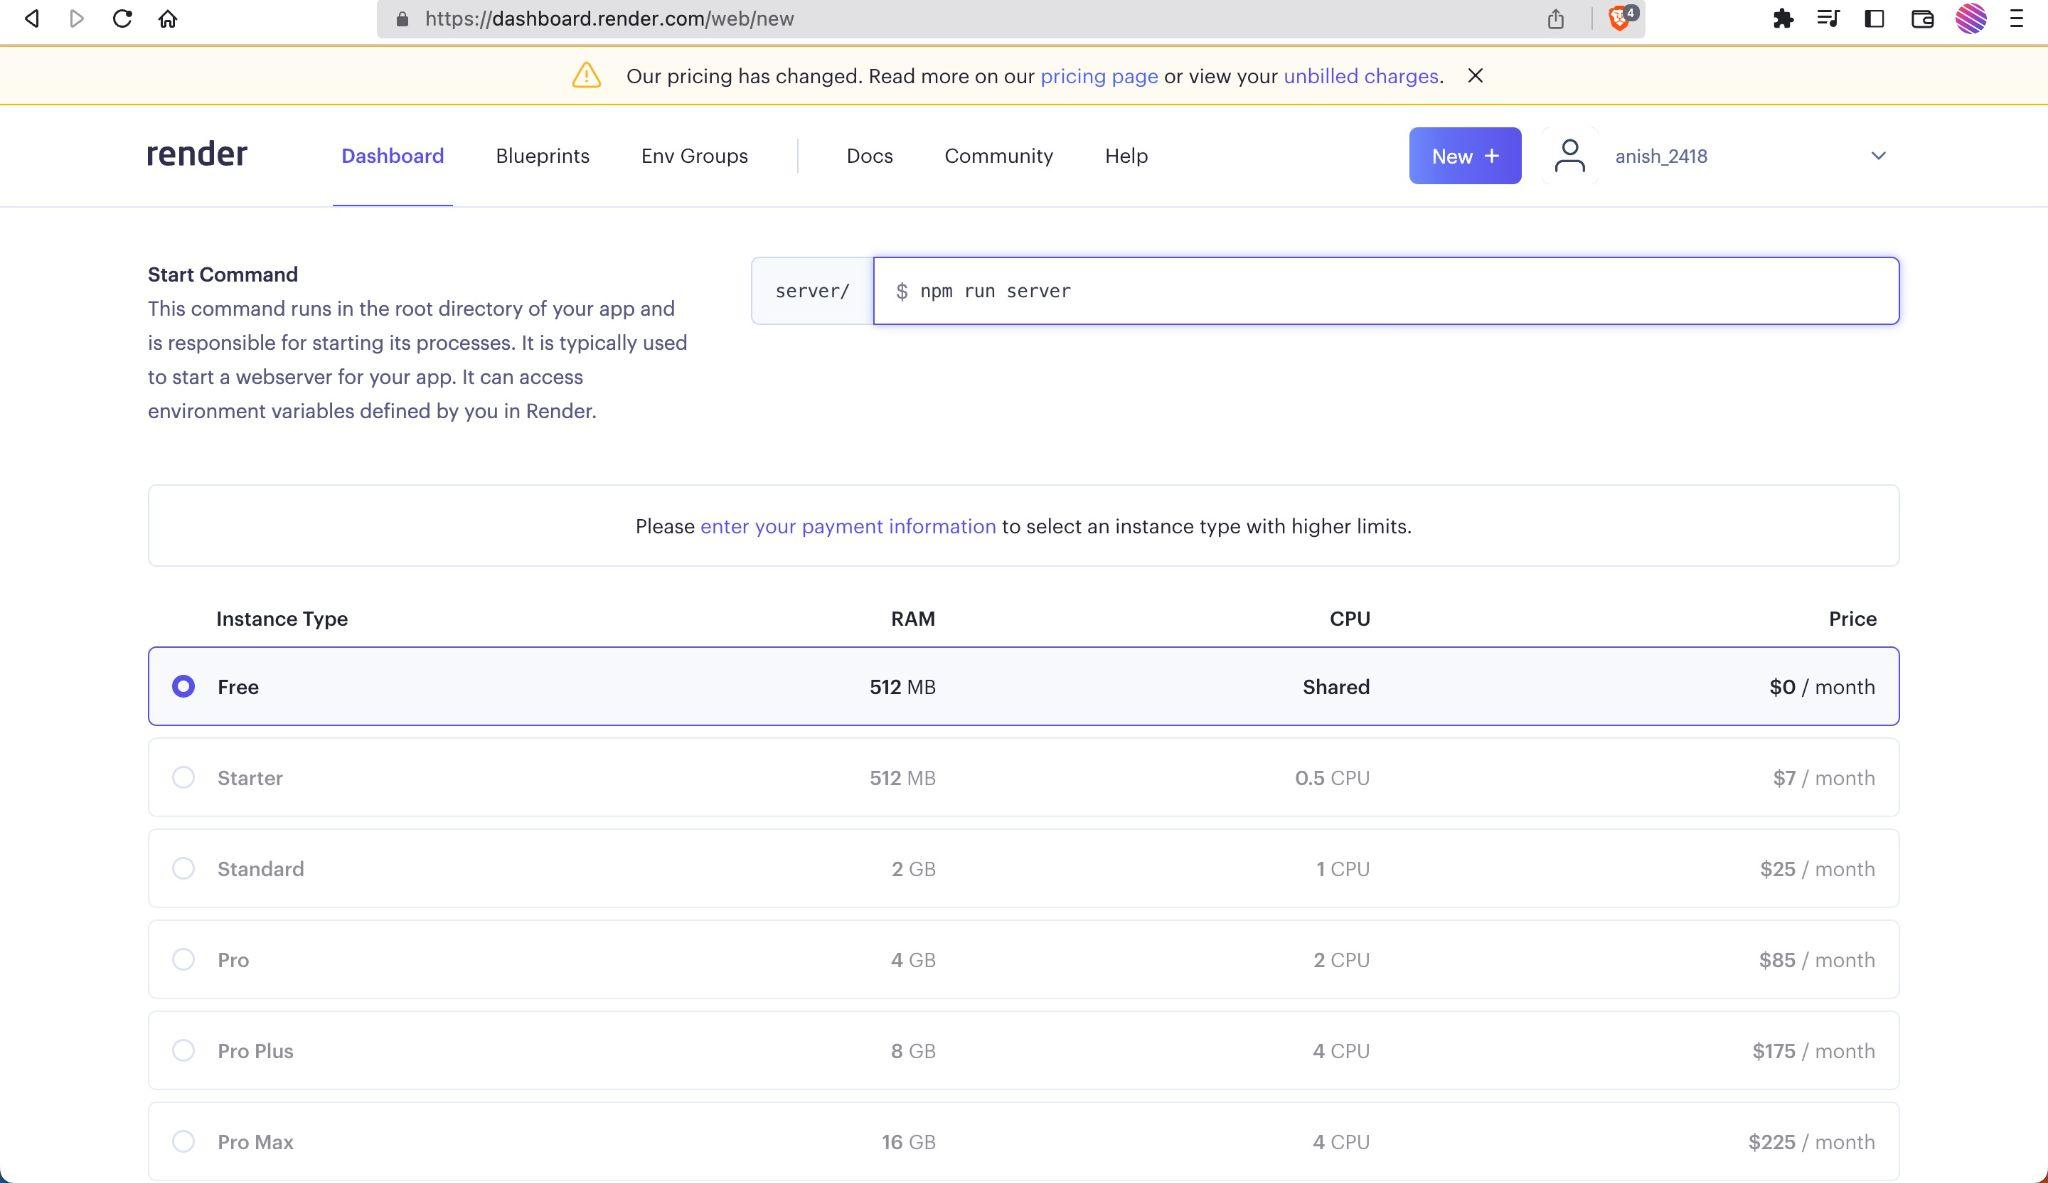 https://dashboard.render.com/web/new
4
Our pricing has changed. Read more on our pricing page or view your unbilled charges.
render
Dashboard
Blueprints
Env Groups
Docs
Community
Help
New +
anish_2418
Start Command
This command runs in the root directory of your app and
is responsible for starting its processes. It is typically used
to start a webserver for your app. It can access
environment variables defined by you in Render.
server/
$ npm run server
Please enter your payment information to select an instance type with higher limits.
Instance Type RAM CPU Price
Free 512 MB Shared $0 / month
Starter 512 MB 0.5 CPU $7 / month
Standard 2 GB 1 CPU $25 / month
Pro 4 GB 2 CPU $85 / month
Pro Plus 8 GB 4 CPU $175 / month
Pro Max 16 GB 4 CPU $225 / month